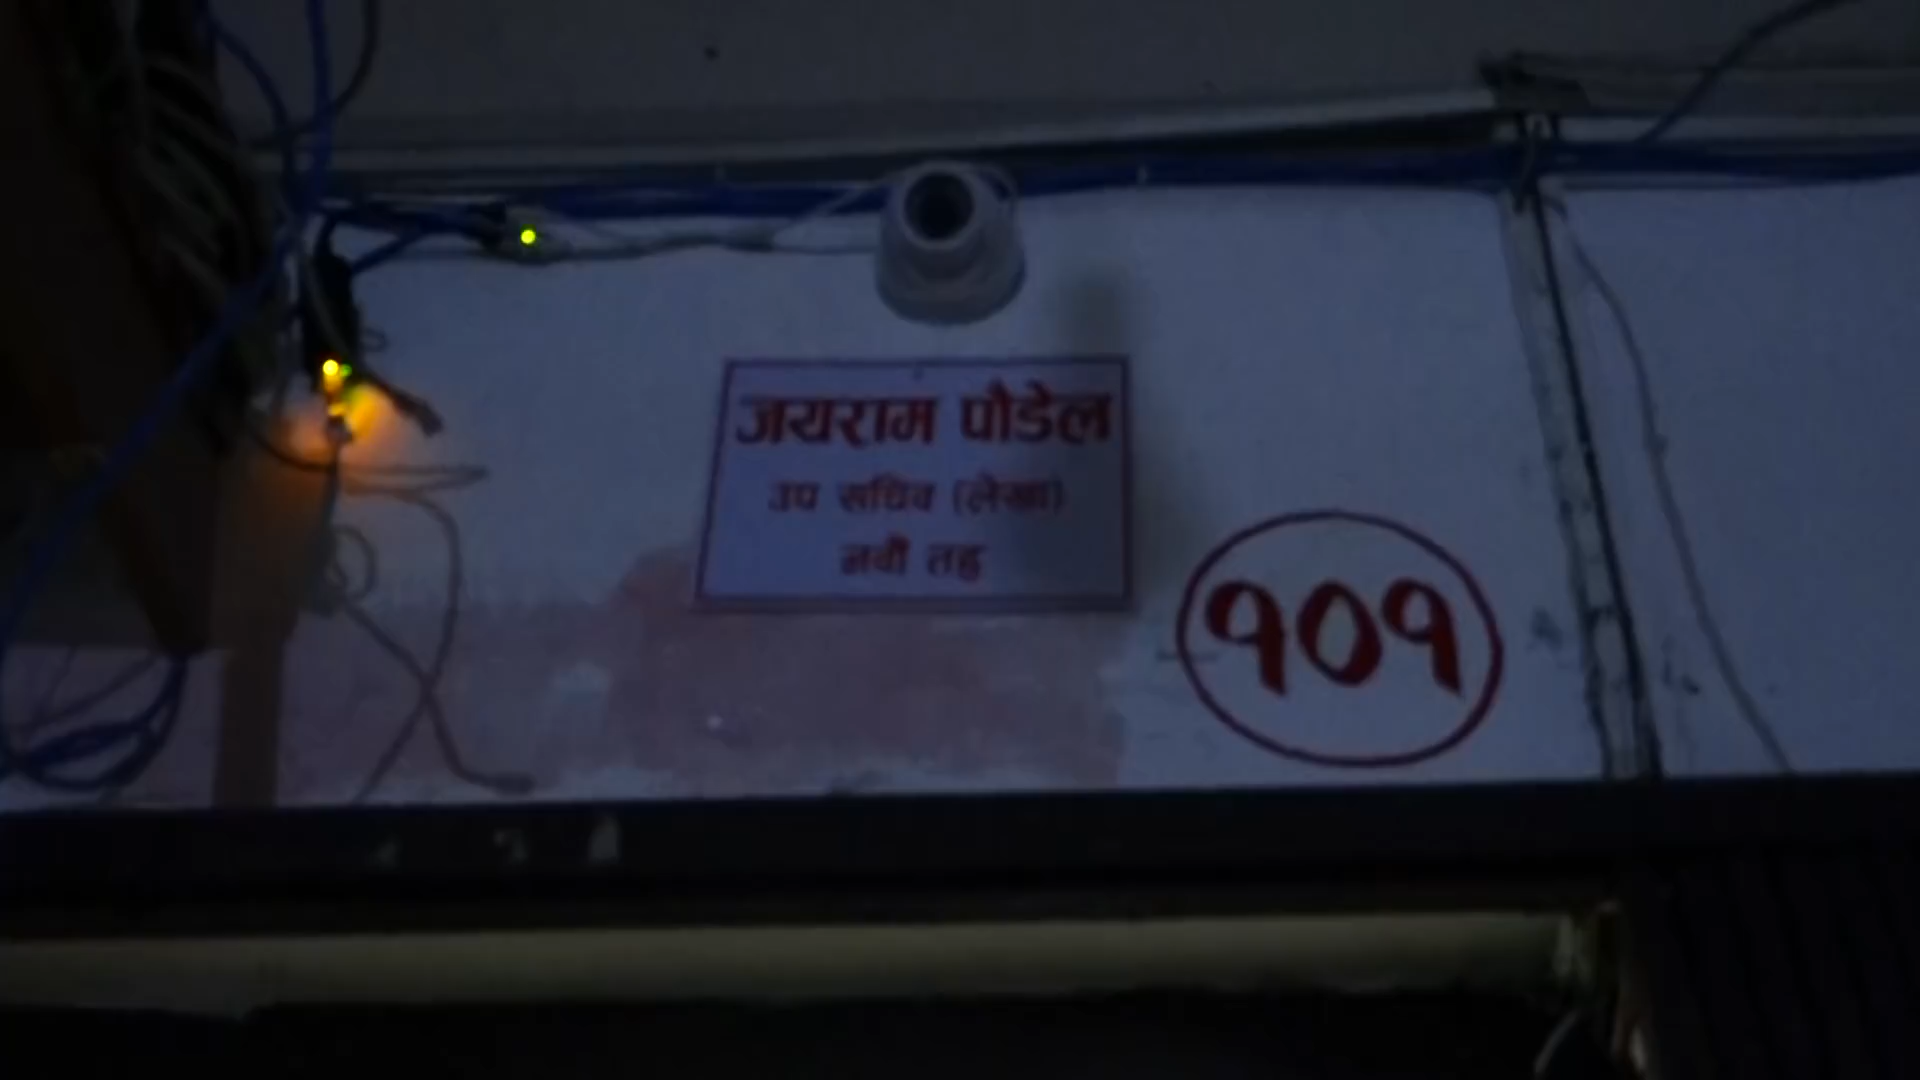 जयराम पौडेल
उप सचिव (लेखा)
नवौं तह
१०१